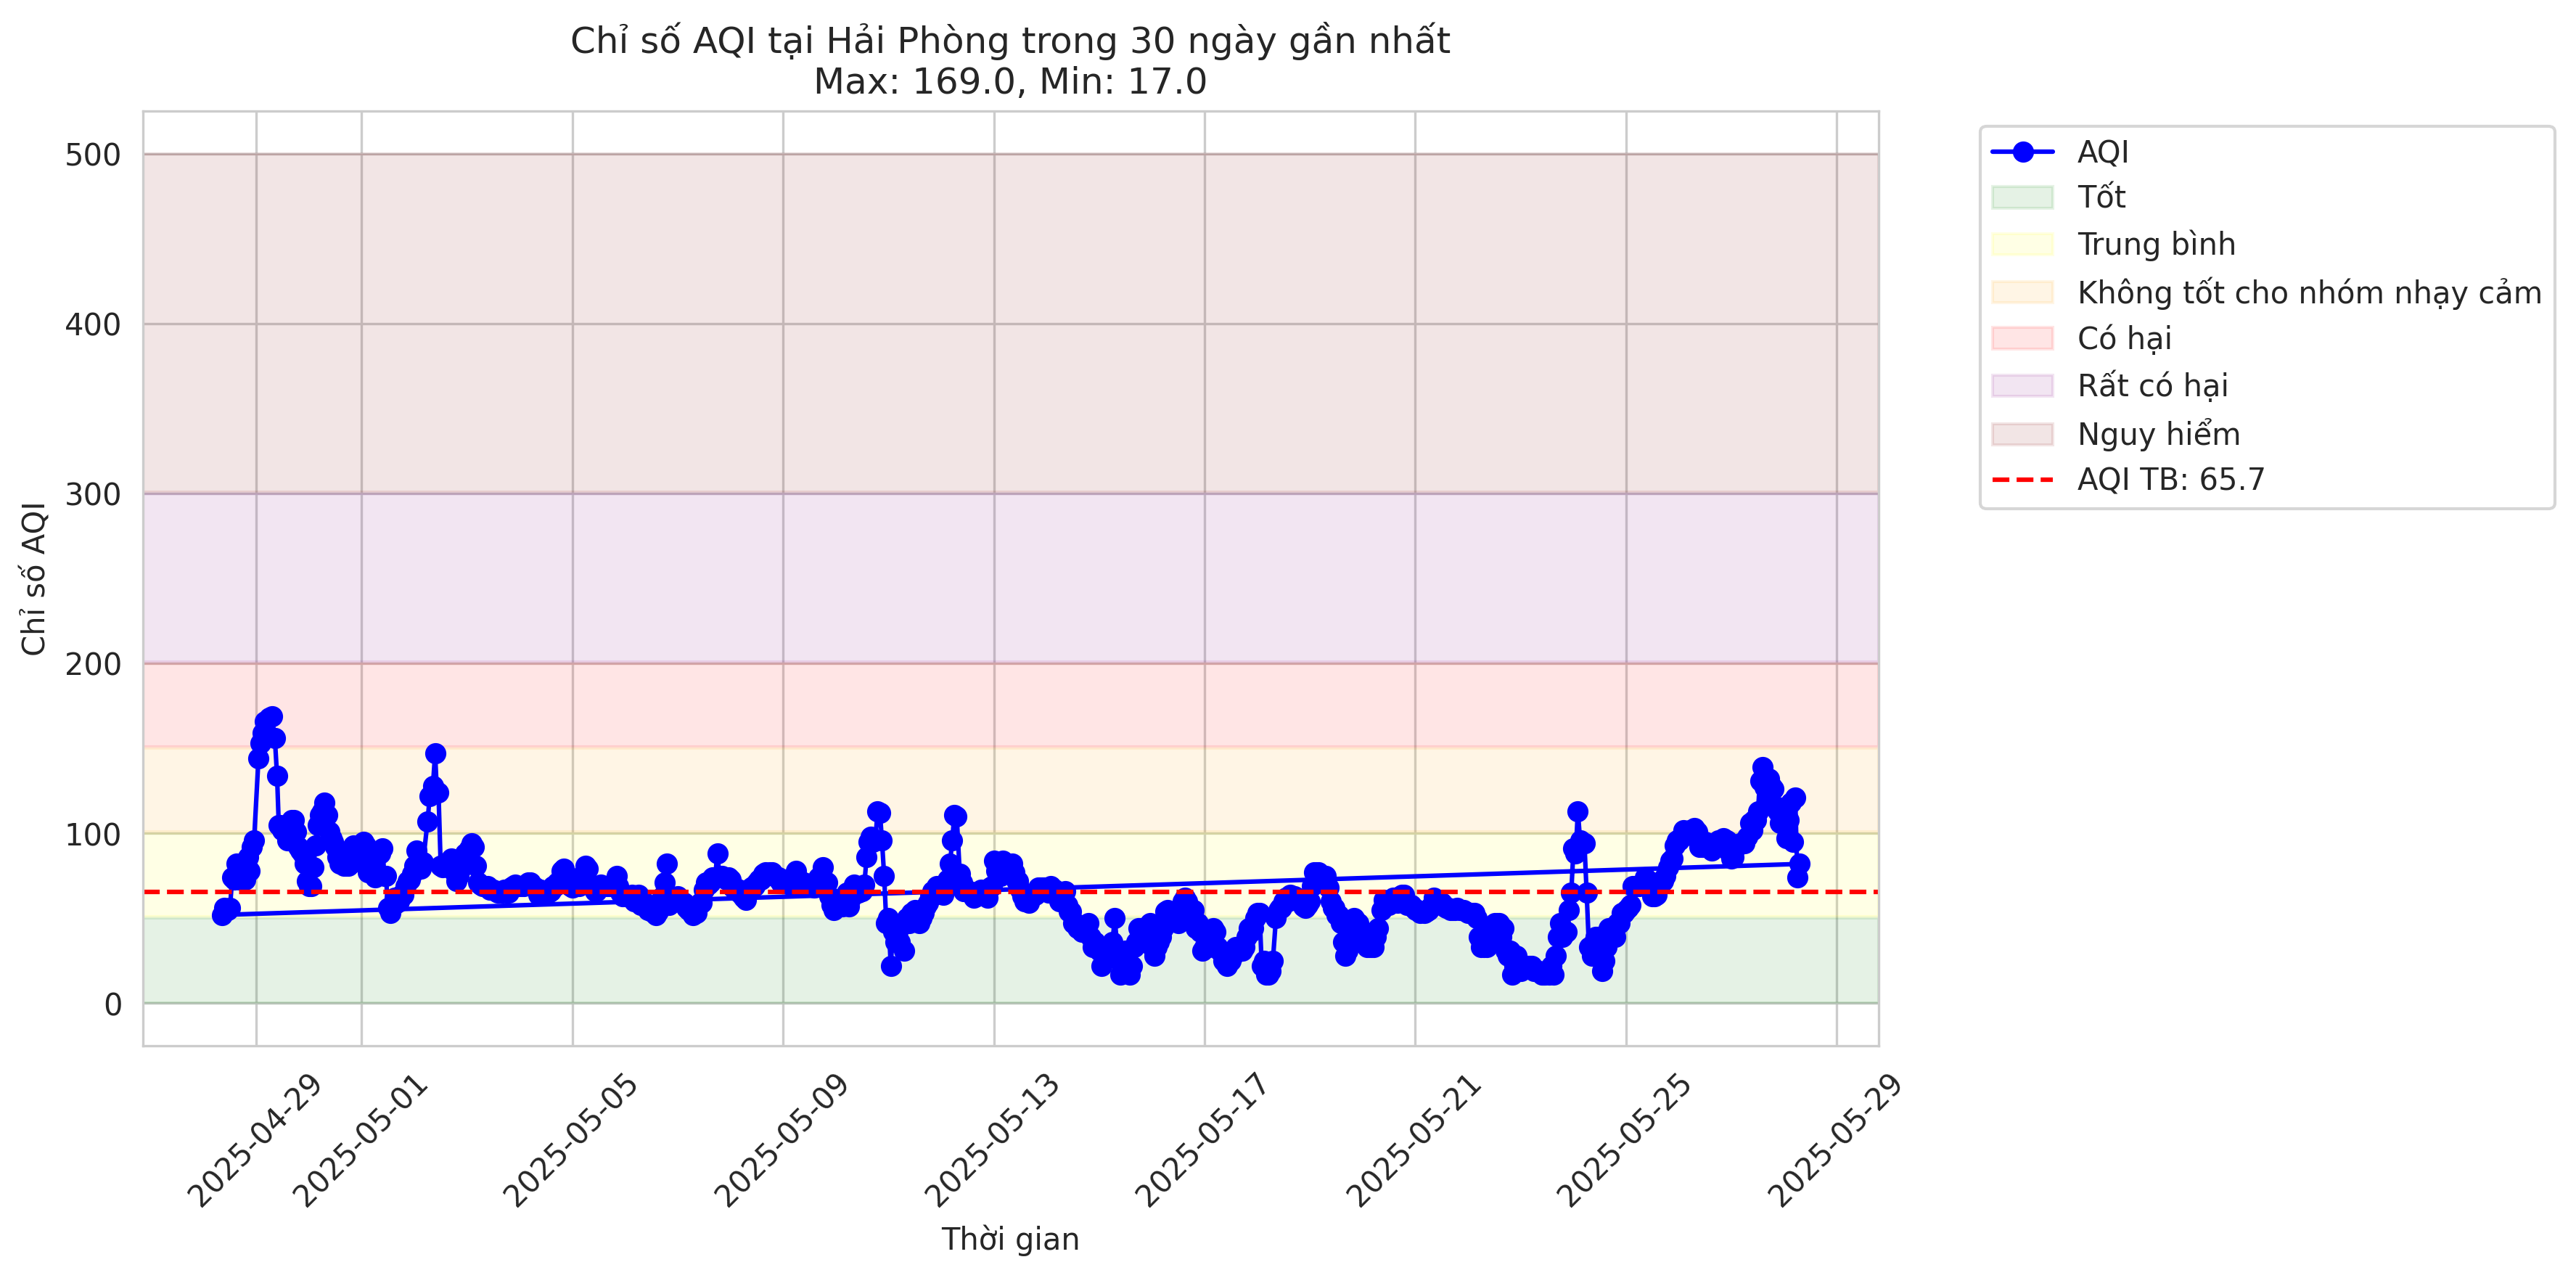 Chỉ số AQI tại Hải Phòng trong 30 ngày gần nhất
Max: 169.0, Min: 17.0
Chỉ số AQI
500
400
300
200
100
0
2025-04-29
2025-05-01
2025-05-05
2025-05-09
2025-05-13
2025-05-17
2025-05-21
2025-05-25
2025-05-29
Thời gian
AQI
Tốt
Trung bình
Không tốt cho nhóm nhạy cảm
Có hại
Rất có hại
Nguy hiểm
AQI TB: 65.7